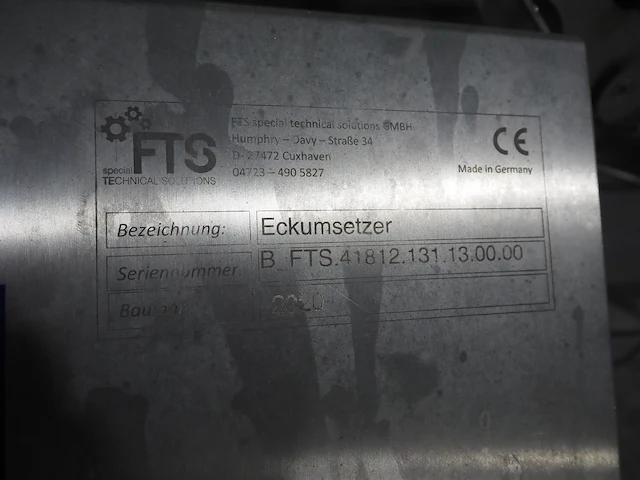 FTS
special
TECHNICAL SOLUTIONS
FTS special technical solutions GMBH
Humphry – Davy – Straße 34
D- 27472 Cuxhaven
04723 – 490 5827
CE
Made in Germany
Bezeichnung: Eckumsetzer
Seriennummer: B_FTS.41812.131.13.00.00